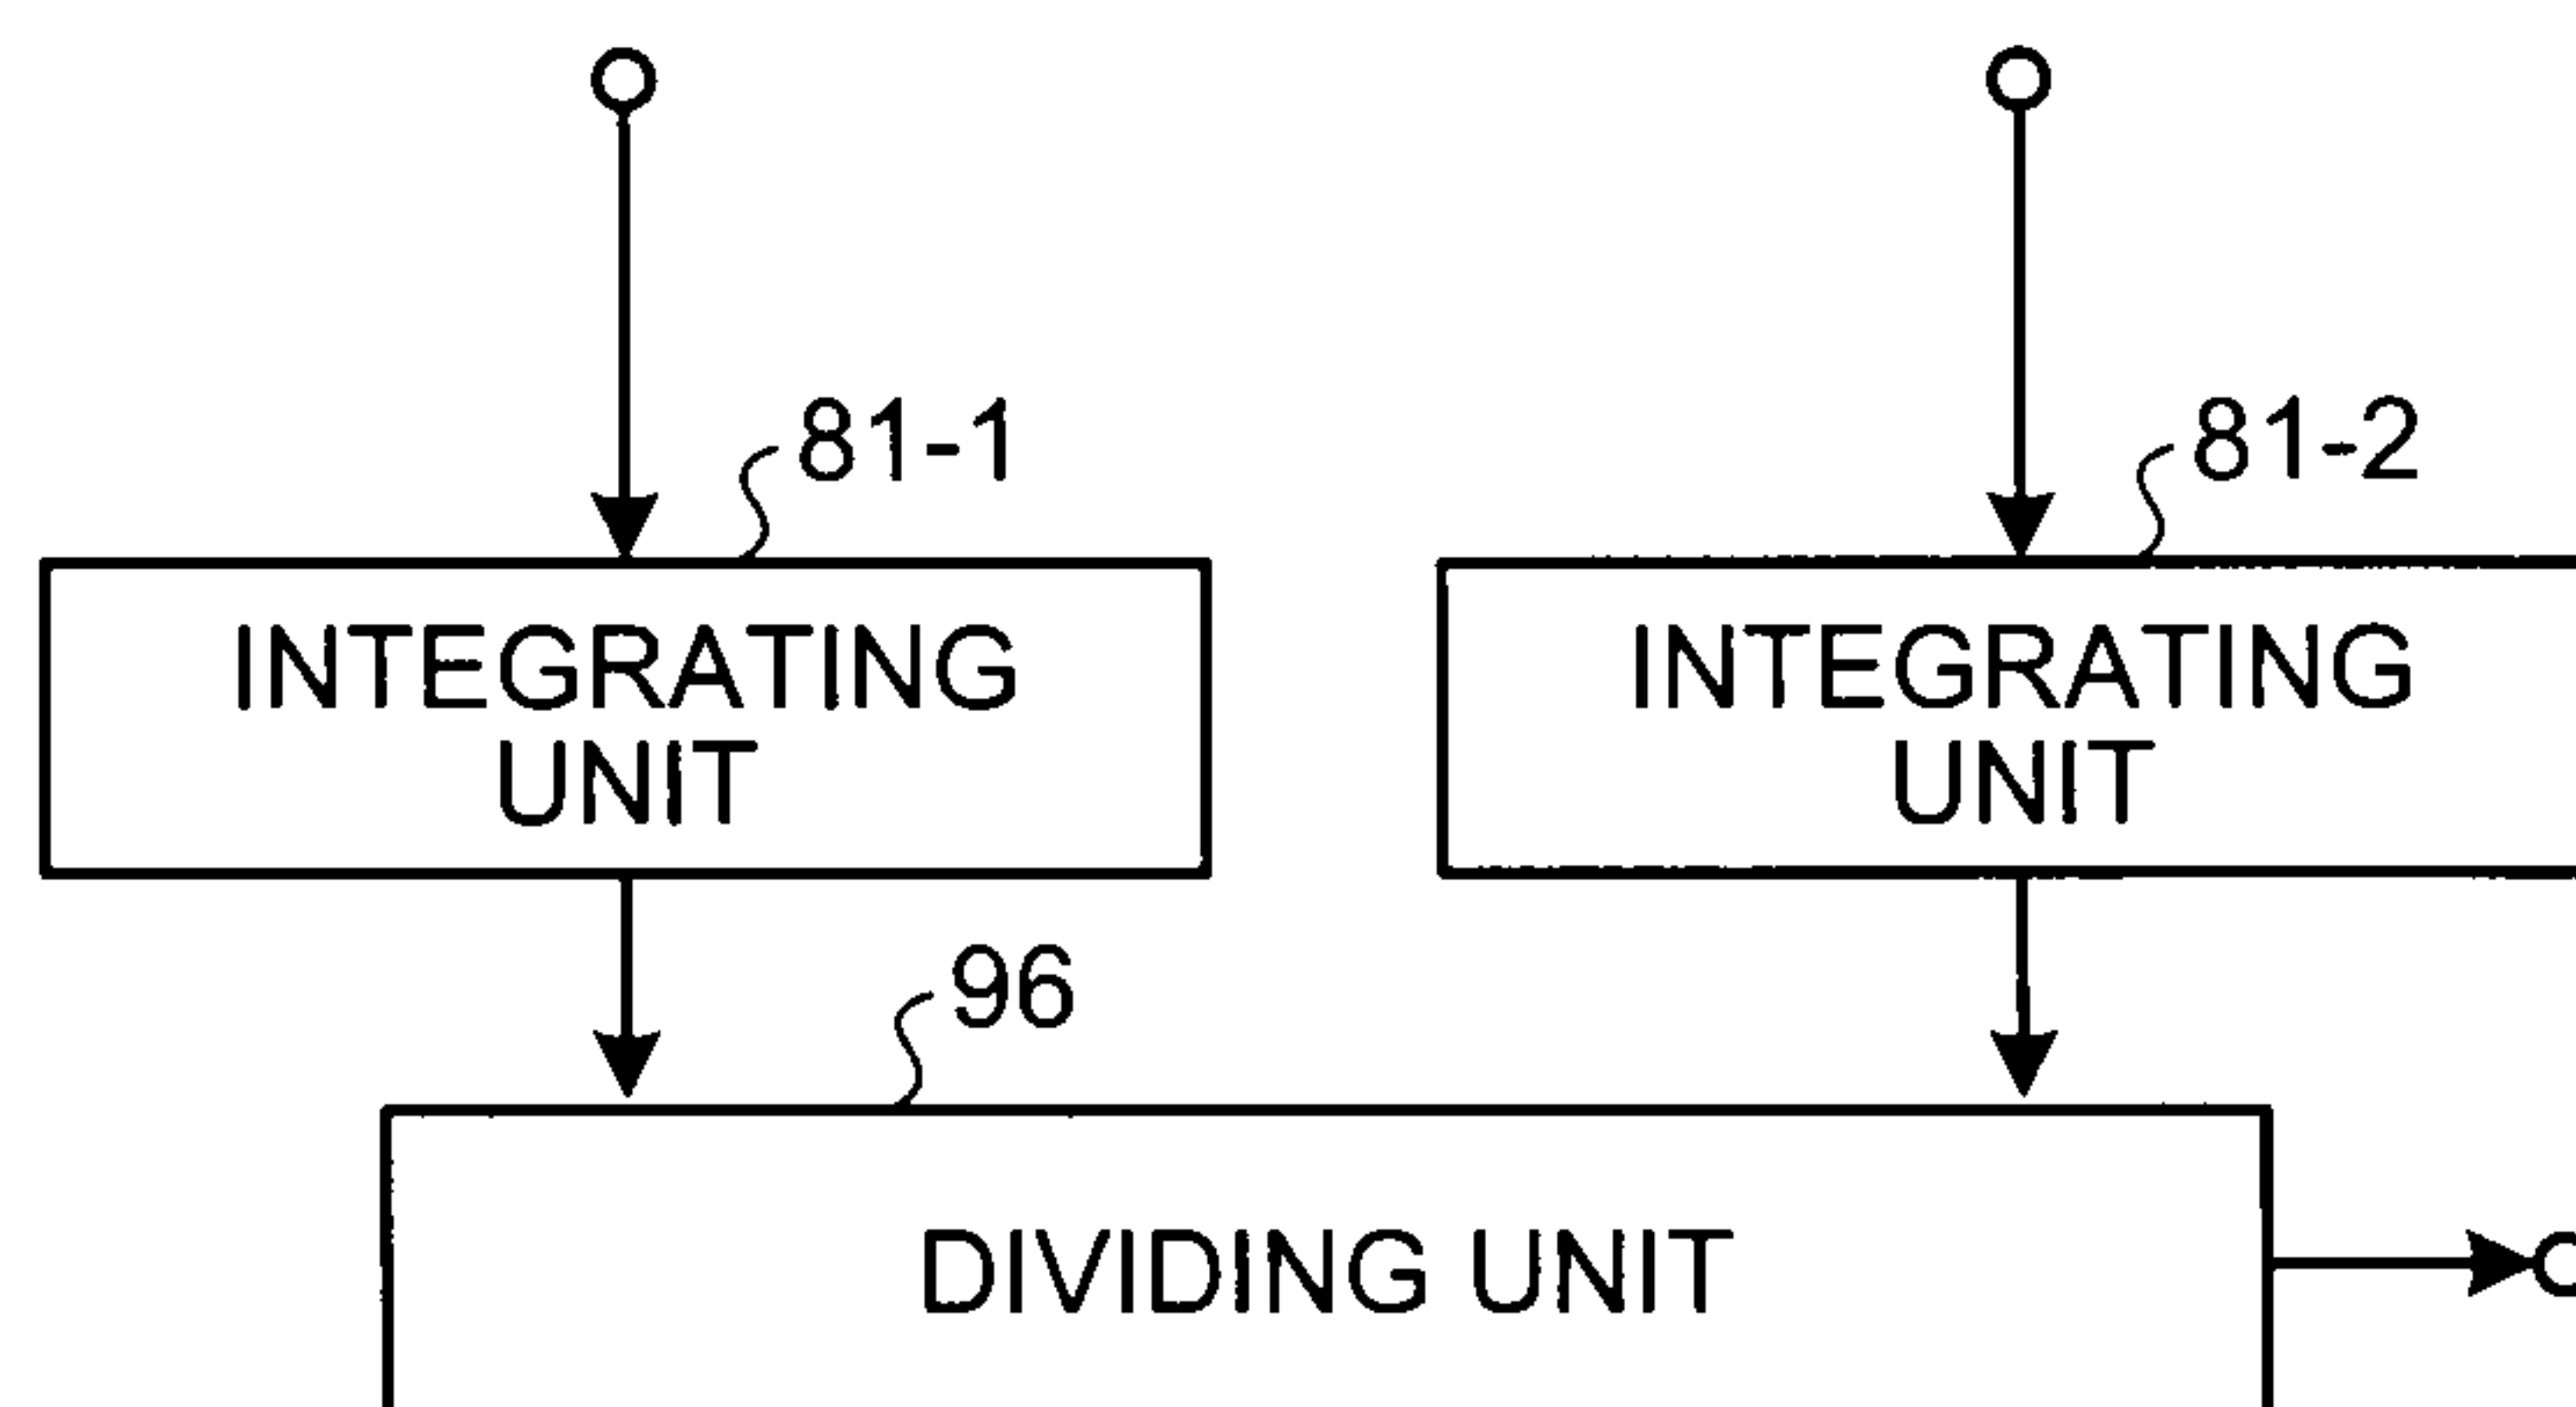 81-1
81-2
INTEGRATING
UNIT
INTEGRATING
UNIT
96
DIVIDING UNIT